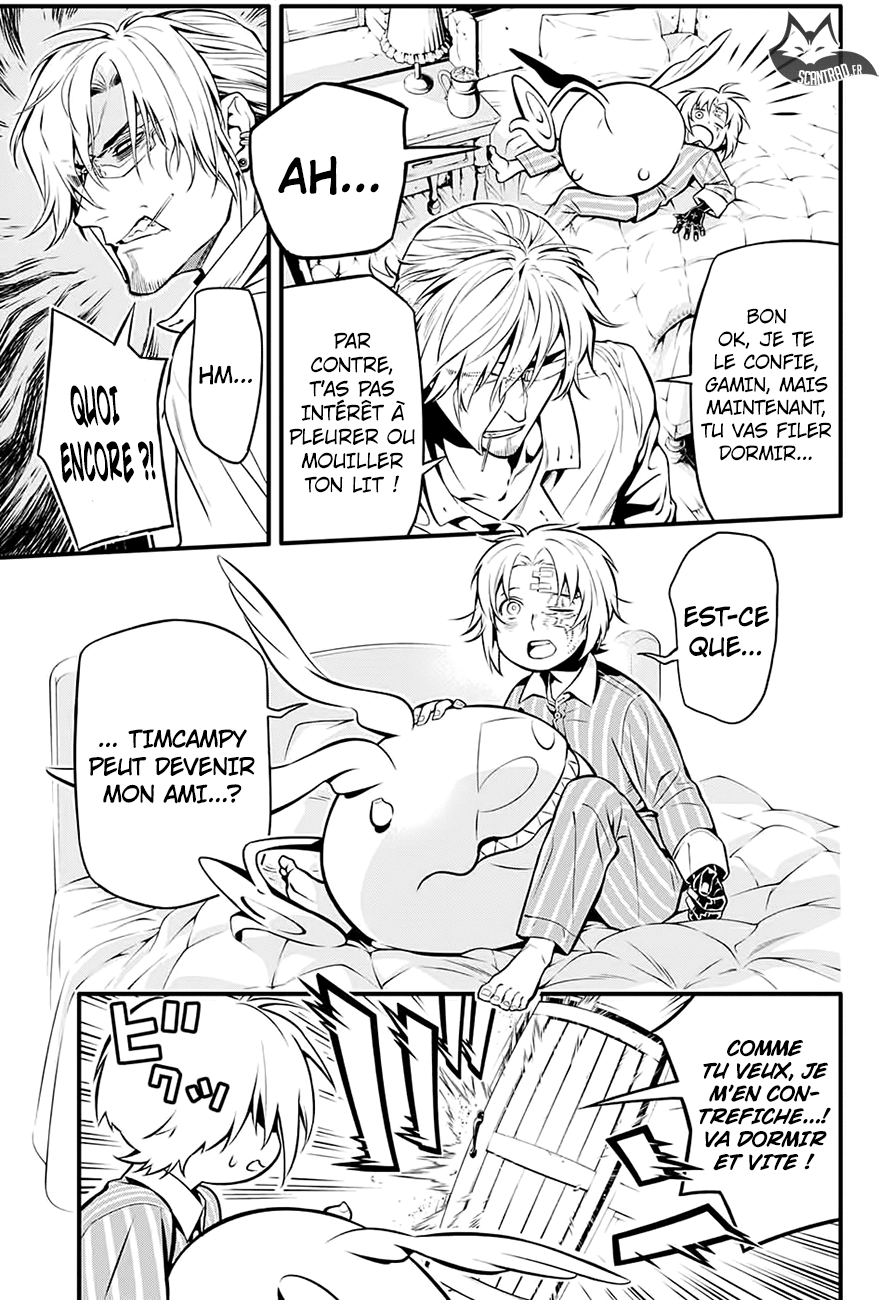 SCANTRAD.FR
AH...
BON
OK, JE TE
LE CONFIE,
GAMIN, MAIS
MAINTENANT,
TU VAS FILER
DORMIR...
PAR
CONTRE,
T'AS PAS
INTÉRÊT À
PLEURER OU
MOUILLER
TON LIT !
HM...
QUOI
ENCORE ?!
EST-CE
QUE...
... TIMCAMPY
PEUT DEVENIR
MON AMI...?
COMME
TU VEUX, JE
M'EN CON-
TREFICHE...!
VA DORMIR
ET VITE !
ビクッ